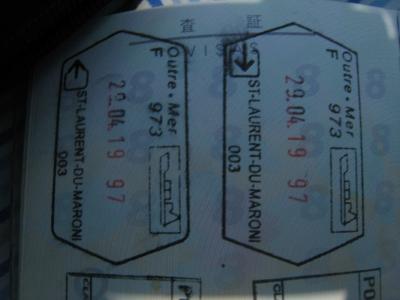 査 証
VISAS
Outre.Mer
F 973
29.04.19 97
ST-LAURENT-DU-MARONI
003
Outre.Mer
F 973
29.04.19 97
ST-LAURENT-DU-MARONI
003